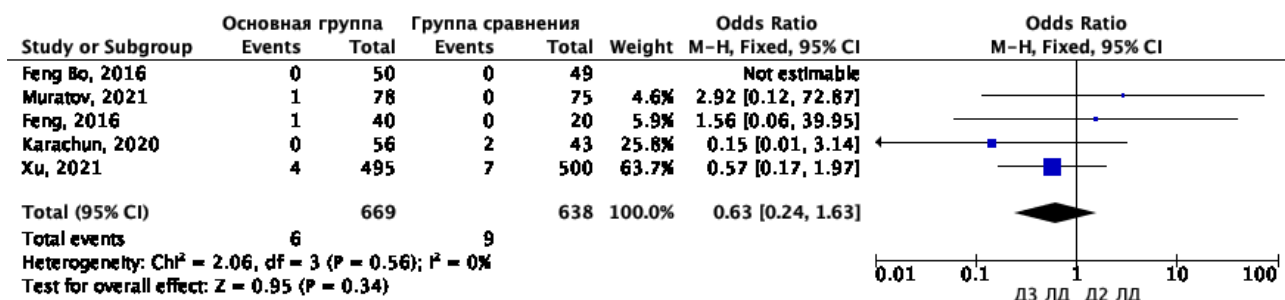 Основная группа Группа сравнения Odds Ratio Odds Ratio
Study or Subgroup Events Total Events Total Weight M-H, Fixed, 95% CI M-H, Fixed, 95% CI
Feng Bo, 2016 0 50 0 49 Not estimable
Muratov, 2021 1 78 0 75 4.6% 2.92 [0.12, 72.87]
Feng, 2016 1 40 0 20 5.9% 1.56 [0.06, 39.95]
Karachun, 2020 0 56 2 43 25.8% 0.15 [0.01, 3.14]
Xu, 2021 4 495 7 500 63.7% 0.57 [0.17, 1.97]
Total (95% CI) 669 638 100.0% 0.63 [0.24, 1.63]
Total events 6 9
Heterogeneity: Chi² = 2.06, df = 3 (P = 0.56); I² = 0%
Test for overall effect: Z = 0.95 (P = 0.34)
0.01 0.1 1 10 100
Д3 ЛД Д2 ЛД